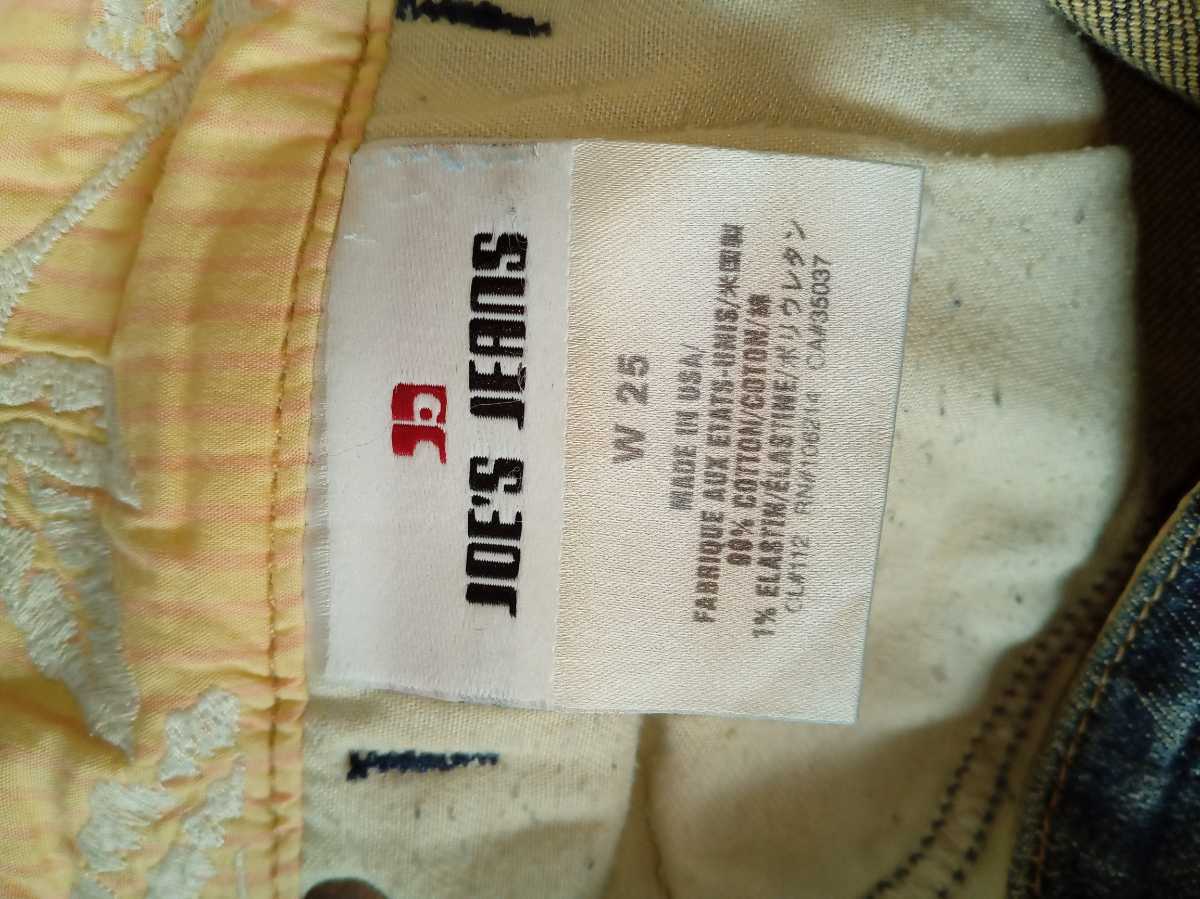 JOE'S JEANS
W 25
MADE IN USA/
FABRIQUE AUX ETATS-UNIS/米国製
99% COTTON/COTON/綿
1% ELASTIN/ÉLASTINE/ポリウレタン
CL#1112 RN#106214 CA#35037